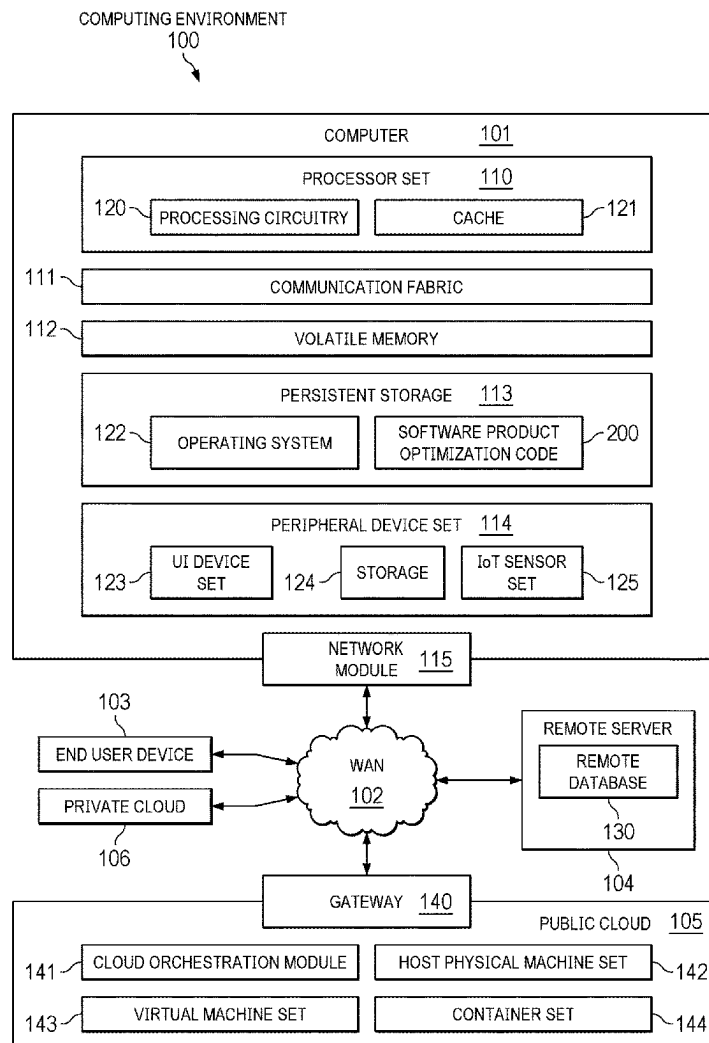 COMPUTING ENVIRONMENT
100
COMPUTER 101
PROCESSOR SET 110
120 PROCESSING CIRCUITRY CACHE 121
111 COMMUNICATION FABRIC
112 VOLATILE MEMORY
PERSISTENT STORAGE 113
122 OPERATING SYSTEM SOFTWARE PRODUCT OPTIMIZATION CODE 200
PERIPHERAL DEVICE SET 114
123 UI DEVICE SET 124 STORAGE IoT SENSOR SET 125
NETWORK MODULE 115
103
END USER DEVICE
PRIVATE CLOUD
106
WAN
102
REMOTE SERVER
REMOTE DATABASE
130
104
GATEWAY 140
PUBLIC CLOUD 105
141 CLOUD ORCHESTRATION MODULE HOST PHYSICAL MACHINE SET 142
143 VIRTUAL MACHINE SET CONTAINER SET 144